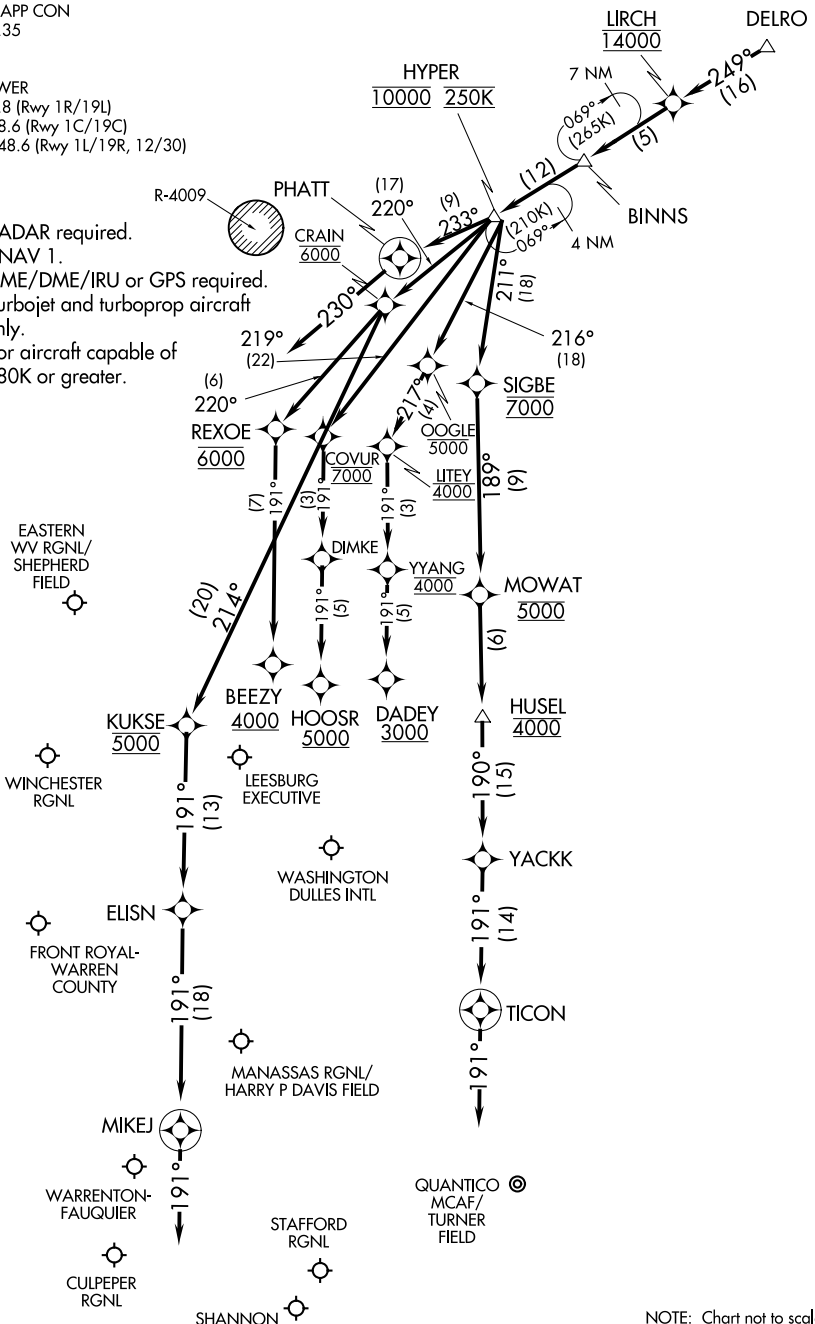 APP CON
35
WER
8 (Rwy 1R/19L)
8.6 (Rwy 1C/19C)
48.6 (Rwy 1L/19R, 12/30)
ADAR required.
NAV 1.
ME/DME/IRU or GPS required.
urbojet and turboprop aircraft
nly.
or aircraft capable of
80K or greater.
DELRO
LIRCH
14000
249°
(16)
7 NM
069°
(265K)
(5)
BINNS
(12)
HYPER
10000 250K
(210K)
069°
4 NM
R-4009
PHATT
(9)
233°
230°
(17)
220°
CRAIN
6000
219°
(22)
211°
(18)
216°
(18)
(6)
220°
REXOE
6000
COVUR
7000
217°
(4)
OOGLE
5000
LITEY
4000
SIGBE
7000
(7)
191°
(3)
191°
191°
(3)
189°
(9)
DIMKE
YYANG
4000
MOWAT
5000
191°
(5)
191°
(5)
(6)
EASTERN
WV RGNL/
SHEPHERD
FIELD
(20)
214°
BEEZY
4000
HOOSR
5000
DADEY
3000
HUSEL
4000
KUKSE
5000
WINCHESTER
RGNL
LEESBURG
EXECUTIVE
190°
(15)
191°
(13)
WASHINGTON
DULLES INTL
YACKK
ELISN
FRONT ROYAL-
WARREN
COUNTY
191°
(14)
191°
(18)
TICON
MANASSAS RGNL/
HARRY P DAVIS FIELD
191°
MIKEJ
WARRENTON-
FAUQUIER
191°
QUANTICO
MCAF/
TURNER
FIELD
STAFFORD
RGNL
CULPEPER
RGNL
SHANNON
NOTE: Chart not to scal